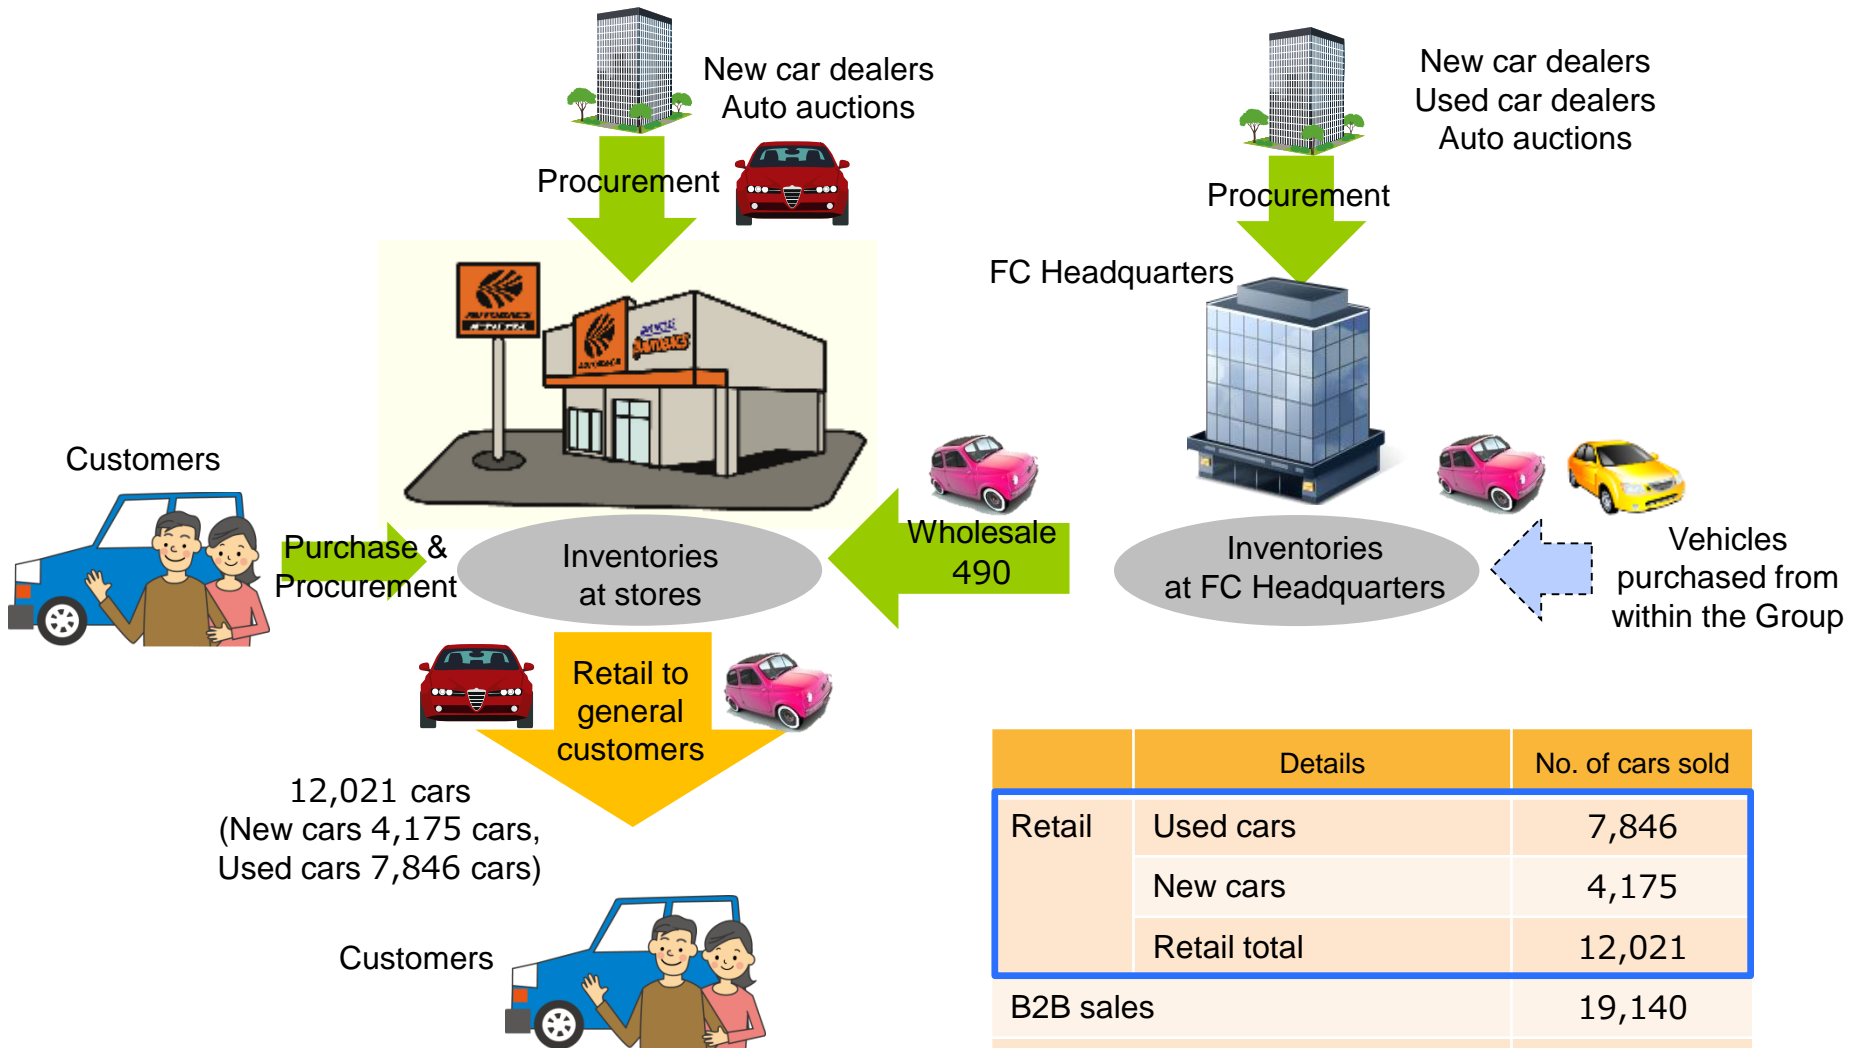 New car dealers
Auto auctions
New car dealers
Used car dealers
Auto auctions
Procurement
Procurement
FC Headquarters
Customers
Purchase &
Procurement
Inventories
at stores
Wholesale
490
Inventories
at FC Headquarters
Vehicles
purchased from
within the Group
Retail to
general
customers
12,021 cars
(New cars 4,175 cars,
Used cars 7,846 cars)
Customers
Details No. of cars sold
Retail Used cars 7,846
New cars 4,175
Retail total 12,021
B2B sales 19,140